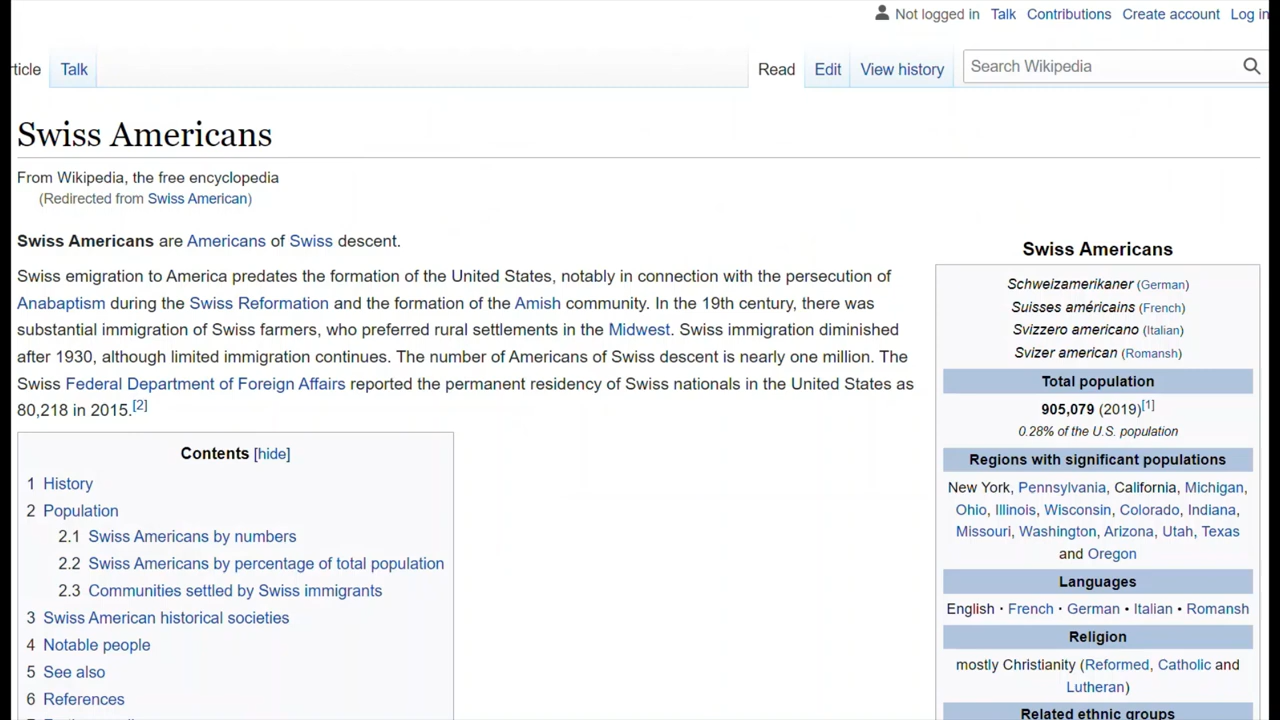 Not logged in Talk Contributions Create account Log in
ticle Talk Read Edit View history Search Wikipedia
Swiss Americans
From Wikipedia, the free encyclopedia
(Redirected from Swiss American)
Swiss Americans are Americans of Swiss descent.
Swiss emigration to America predates the formation of the United States, notably in connection with the persecution of
Anabaptism during the Swiss Reformation and the formation of the Amish community. In the 19th century, there was
substantial immigration of Swiss farmers, who preferred rural settlements in the Midwest. Swiss immigration diminished
after 1930, although limited immigration continues. The number of Americans of Swiss descent is nearly one million. The
Swiss Federal Department of Foreign Affairs reported the permanent residency of Swiss nationals in the United States as
80,218 in 2015.[2]
Contents [hide]
1 History
2 Population
2.1 Swiss Americans by numbers
2.2 Swiss Americans by percentage of total population
2.3 Communities settled by Swiss immigrants
3 Swiss American historical societies
4 Notable people
5 See also
6 References
Swiss Americans
Schweizamerikaner (German)
Suisses américains (French)
Svizzero americano (Italian)
Svizer american (Romansh)
Total population
905,079 (2019)[1]
0.28% of the U.S. population
Regions with significant populations
New York, Pennsylvania, California, Michigan,
Ohio, Illinois, Wisconsin, Colorado, Indiana,
Missouri, Washington, Arizona, Utah, Texas
and Oregon
Languages
English · French · German • Italian • Romansh
Religion
mostly Christianity (Reformed, Catholic and
Lutheran)
Related ethnic groups